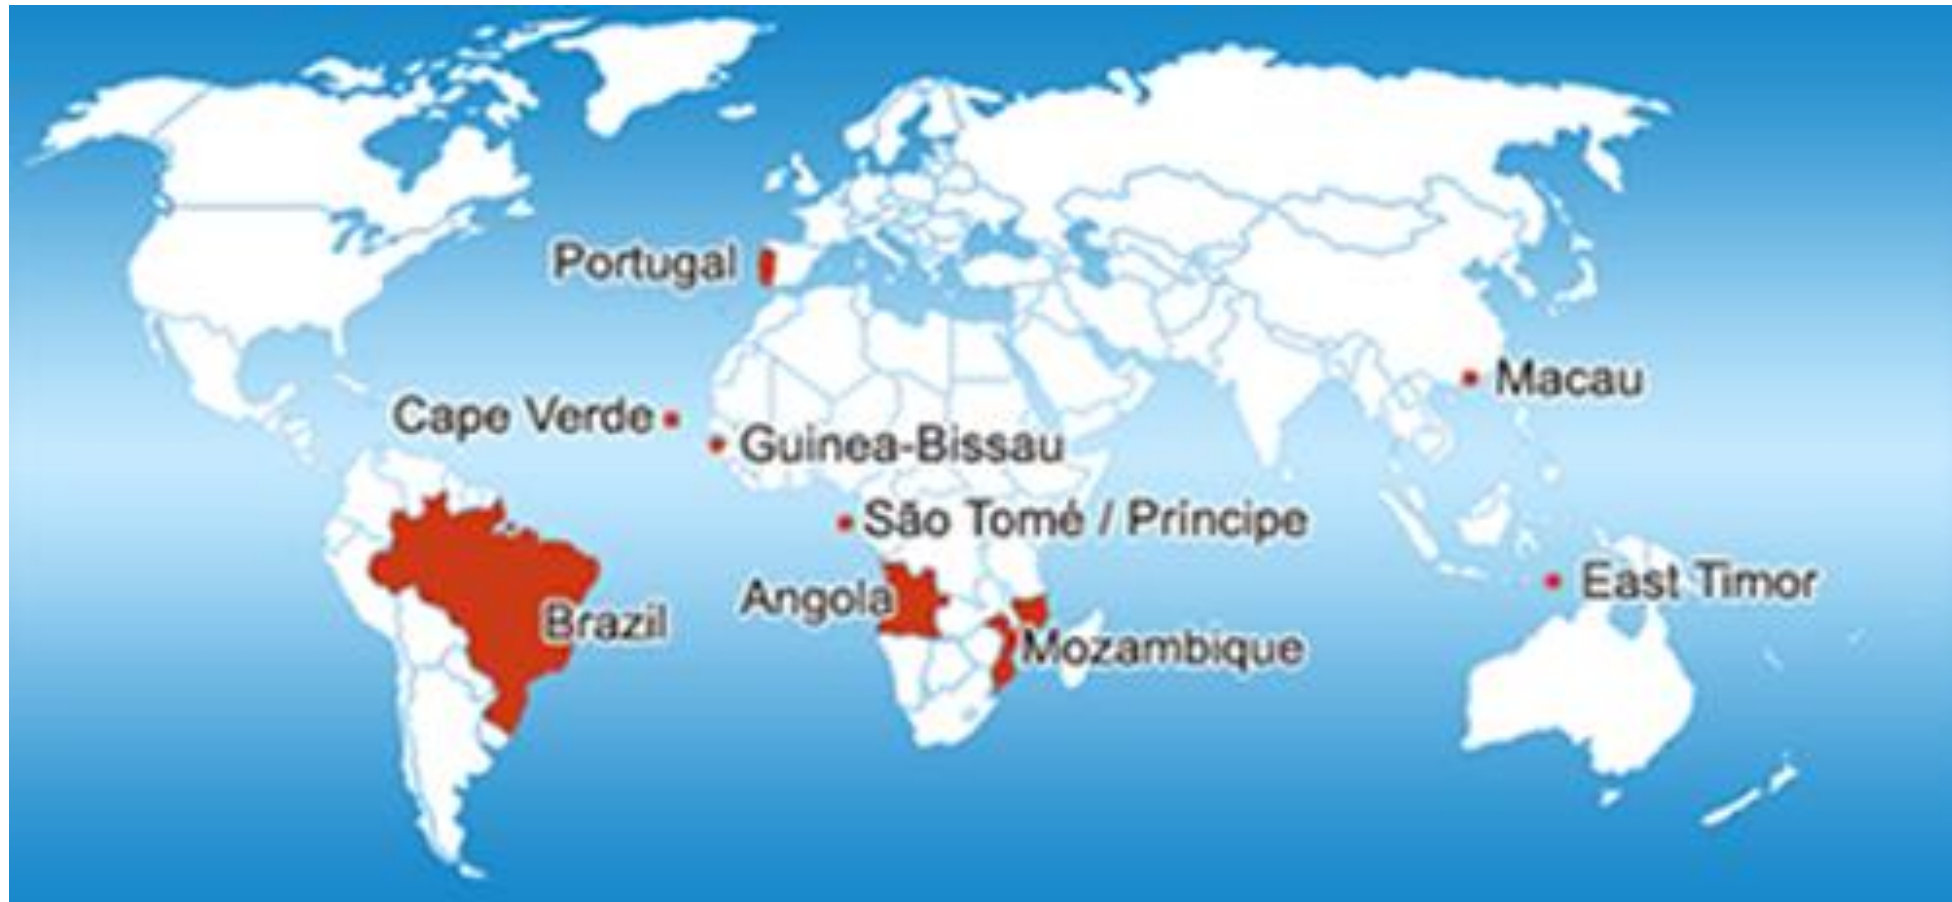 Portugal
Macau
Cape Verde
Guinea-Bissau
São Tomé / Príncipe
East Timor
Angola
Brazil
Mozambique